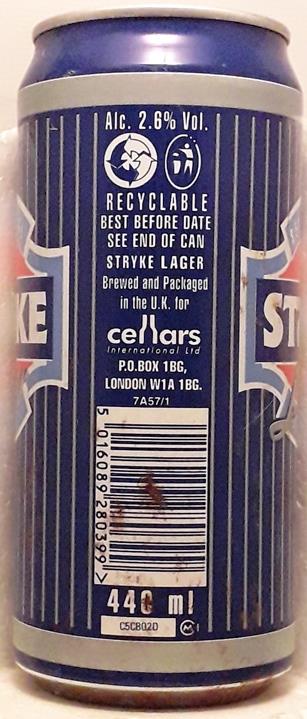 Alc. 2.6% Vol.
RECYCLABLE
BEST BEFORE DATE
SEE END OF CAN
STRYKE LAGER
Brewed and Packaged
in the U.K. for
KE
ST
cellars
International Ltd
P.O.BOX 1BG,
LONDON W1A 1BG.
7A57/1
5 016089 280399 >
440 ml
C5CB02D M